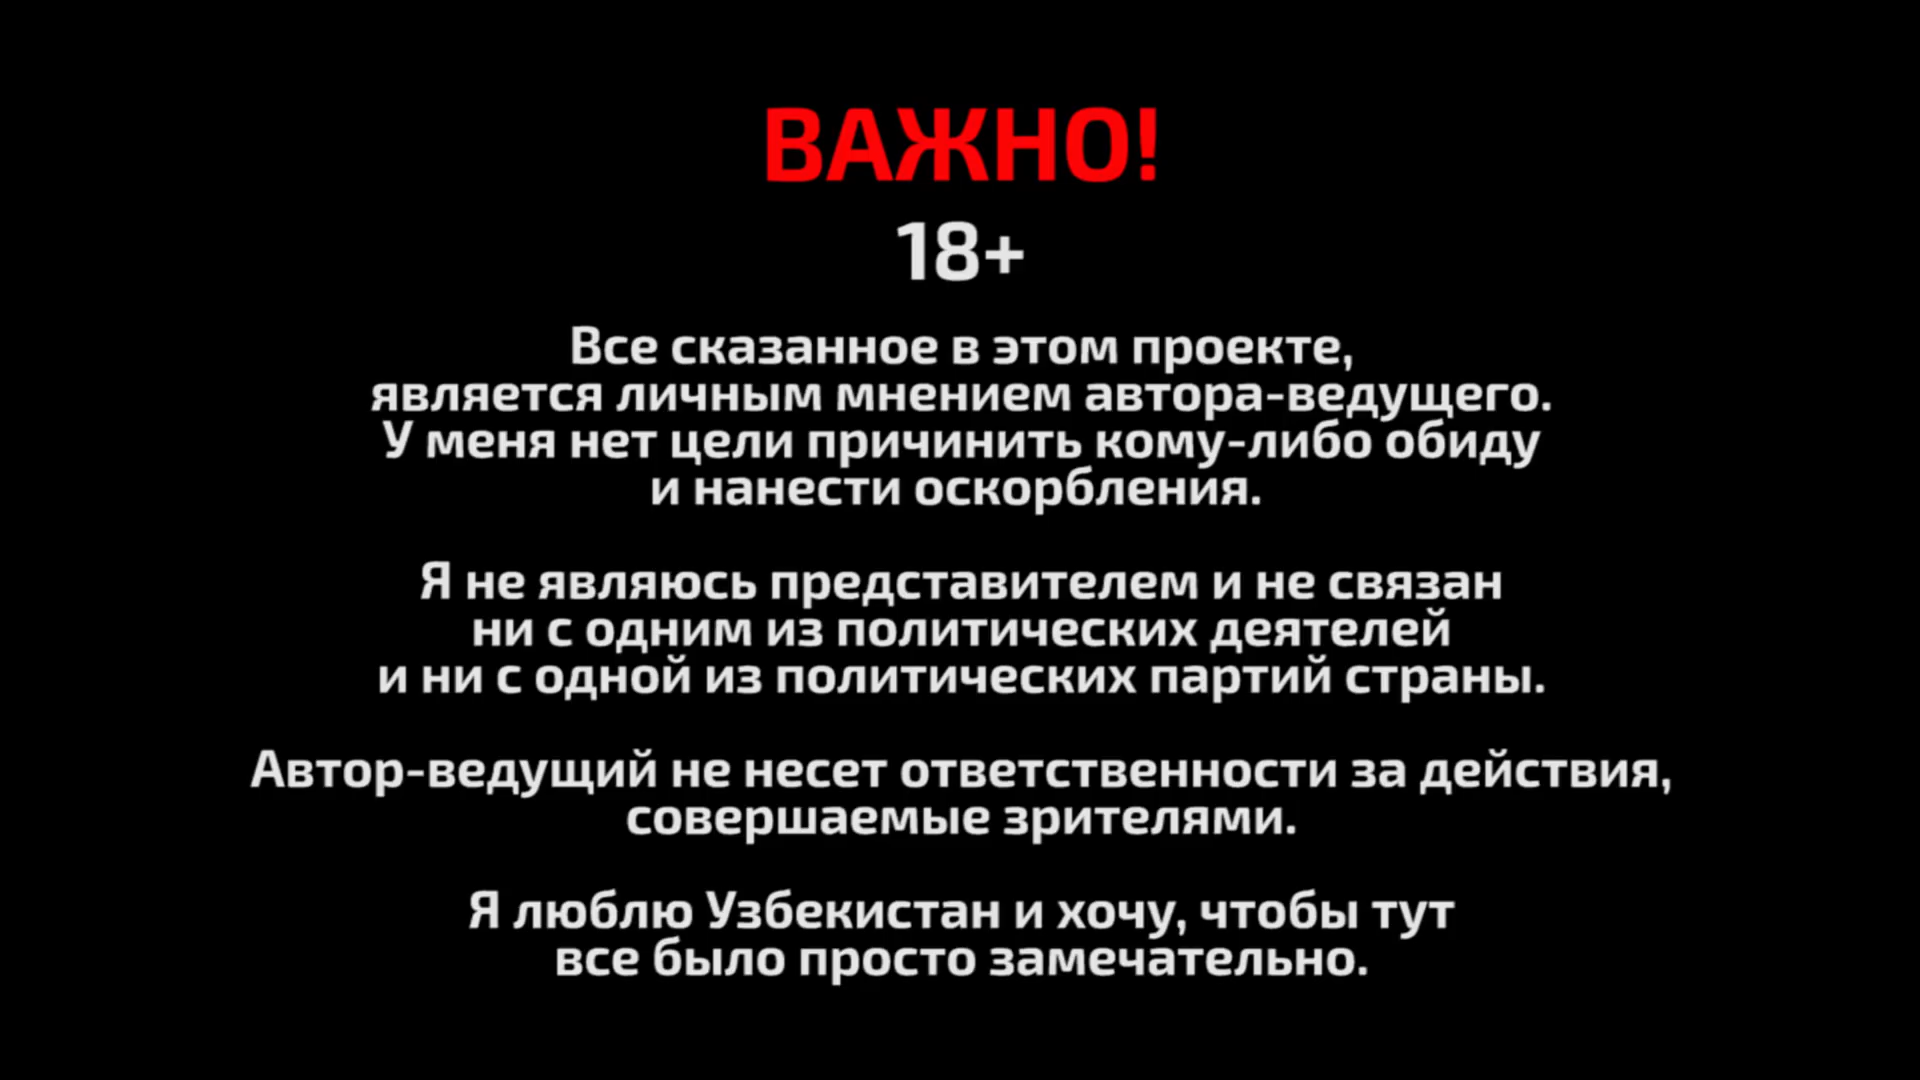 ВАЖНО!
18+
Все сказанное в этом проекте,
является личным мнением автора-ведущего.
У меня нет цели причинить кому-либо обиду
и нанести оскорбления.
Я не являюсь представителем и не связан
ни с одним из политических деятелей
и ни с одной из политических партий страны.
Автор-ведущий не несет ответственности за действия,
совершаемые зрителями.
Я люблю Узбекистан и хочу, чтобы тут
все было просто замечательно.